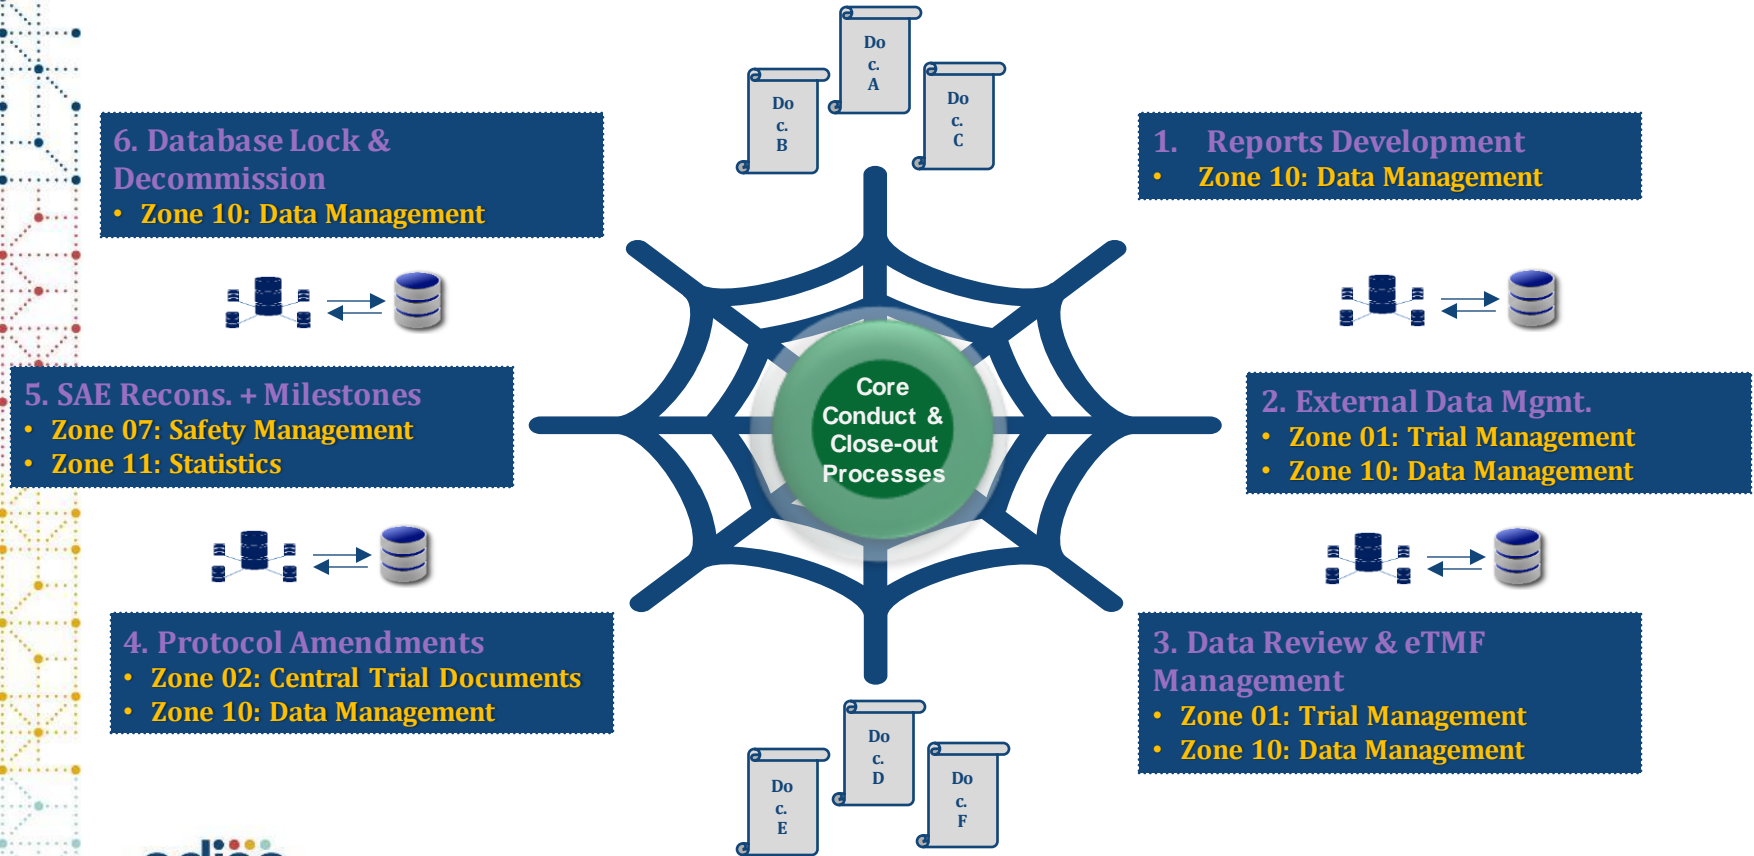 Do
c.
A
Do
c.
B
Do
c.
C
6. Database Lock &
Decommission
• Zone 10: Data Management
1. Reports Development
• Zone 10: Data Management
5. SAE Recons. + Milestones
• Zone 07: Safety Management
• Zone 11: Statistics
Core
Conduct &
Close-out
Processes
2. External Data Mgmt.
• Zone 01: Trial Management
• Zone 10: Data Management
4. Protocol Amendments
• Zone 02: Central Trial Documents
• Zone 10: Data Management
3. Data Review & eTMF
Management
• Zone 01: Trial Management
• Zone 10: Data Management
Do
c.
D
Do
c.
E
Do
c.
F